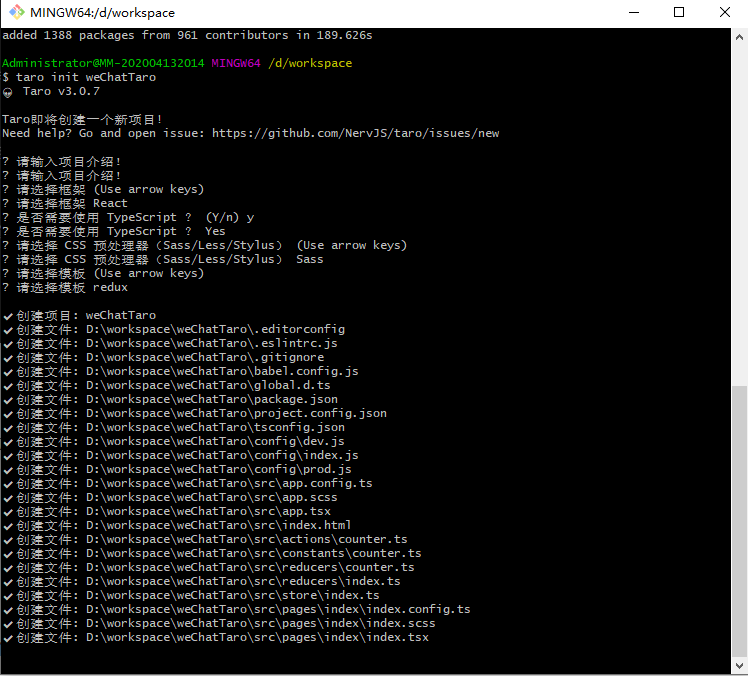 MINGW64:/d/workspace
added 1388 packages from 961 contributors in 189.626s
Administrator@MM-202004132014 MINGW64 /d/workspace
$ taro init weChatTaro
Taro v3.0.7
Taro即将创建一个新项目!
Need help? Go and open issue: https://github.com/NervJS/taro/issues/new
? 请输入项目介绍!
? 请输入项目介绍!
? 请选择框架 (Use arrow keys)
? 请选择框架 React
? 是否需要使用 TypeScript ? (Y/n) y
? 是否需要使用 TypeScript ? Yes
? 请选择 CSS 预处理器（Sass/Less/Stylus） (Use arrow keys)
? 请选择 CSS 预处理器（Sass/Less/Stylus） Sass
? 请选择模板 (Use arrow keys)
? 请选择模板 redux
✔ 创建项目: weChatTaro
✔ 创建文件: D:\workspace\weChatTaro\.editorconfig
✔ 创建文件: D:\workspace\weChatTaro\.eslintrc.js
✔ 创建文件: D:\workspace\weChatTaro\.gitignore
✔ 创建文件: D:\workspace\weChatTaro\babel.config.js
✔ 创建文件: D:\workspace\weChatTaro\global.d.ts
✔ 创建文件: D:\workspace\weChatTaro\package.json
✔ 创建文件: D:\workspace\weChatTaro\project.config.json
✔ 创建文件: D:\workspace\weChatTaro\tsconfig.json
✔ 创建文件: D:\workspace\weChatTaro\config\dev.js
✔ 创建文件: D:\workspace\weChatTaro\config\index.js
✔ 创建文件: D:\workspace\weChatTaro\config\prod.js
✔ 创建文件: D:\workspace\weChatTaro\src\app.config.ts
✔ 创建文件: D:\workspace\weChatTaro\src\app.scss
✔ 创建文件: D:\workspace\weChatTaro\src\app.tsx
✔ 创建文件: D:\workspace\weChatTaro\src\index.html
✔ 创建文件: D:\workspace\weChatTaro\src\actions\counter.ts
✔ 创建文件: D:\workspace\weChatTaro\src\constants\counter.ts
✔ 创建文件: D:\workspace\weChatTaro\src\reducers\counter.ts
✔ 创建文件: D:\workspace\weChatTaro\src\reducers\index.ts
✔ 创建文件: D:\workspace\weChatTaro\src\store\index.ts
✔ 创建文件: D:\workspace\weChatTaro\src\pages\index\index.config.ts
✔ 创建文件: D:\workspace\weChatTaro\src\pages\index\index.scss
✔ 创建文件: D:\workspace\weChatTaro\src\pages\index\index.tsx